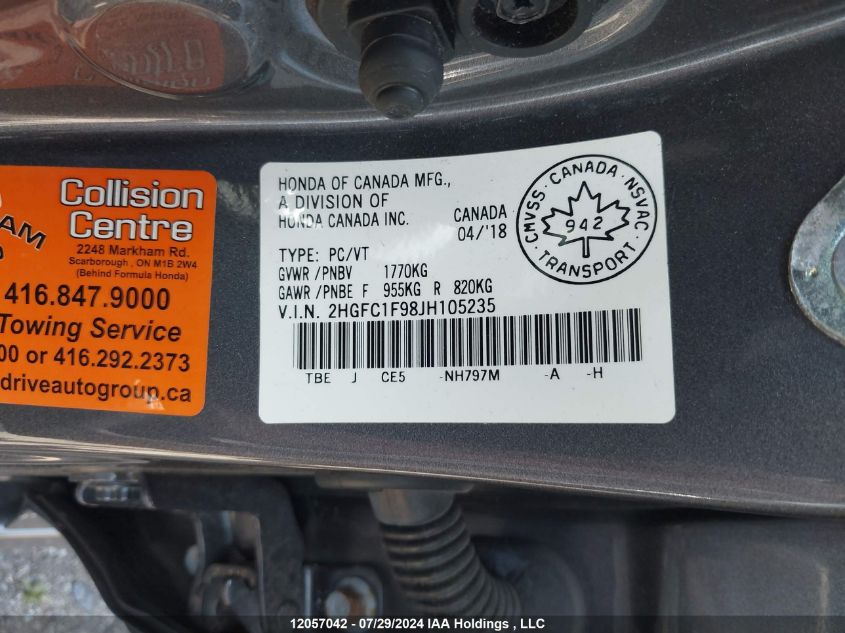 Collision
Centre
2248 Markham Rd.
Scarborough , ON M1B 2W4
(Behind Formula Honda)
416.847.9000
Towing Service
00 or 416.292.2373
driveautogroup.ca
HONDA OF CANADA MFG.,
A DIVISION OF
HONDA CANADA INC.
CANADA
04/'18
TYPE: PC/VT
GVWR /PNBV 1770KG
GAWR /PNBE F 955KG R 820KG
V.I.N. 2HGFC1F98JH105235
TBE J CE5 -NH797M -A -H
CMVSS · CANADA · NSVAC
942
TRANSPORT
12057042 - 07/29/2024 IAA Holdings , LLC